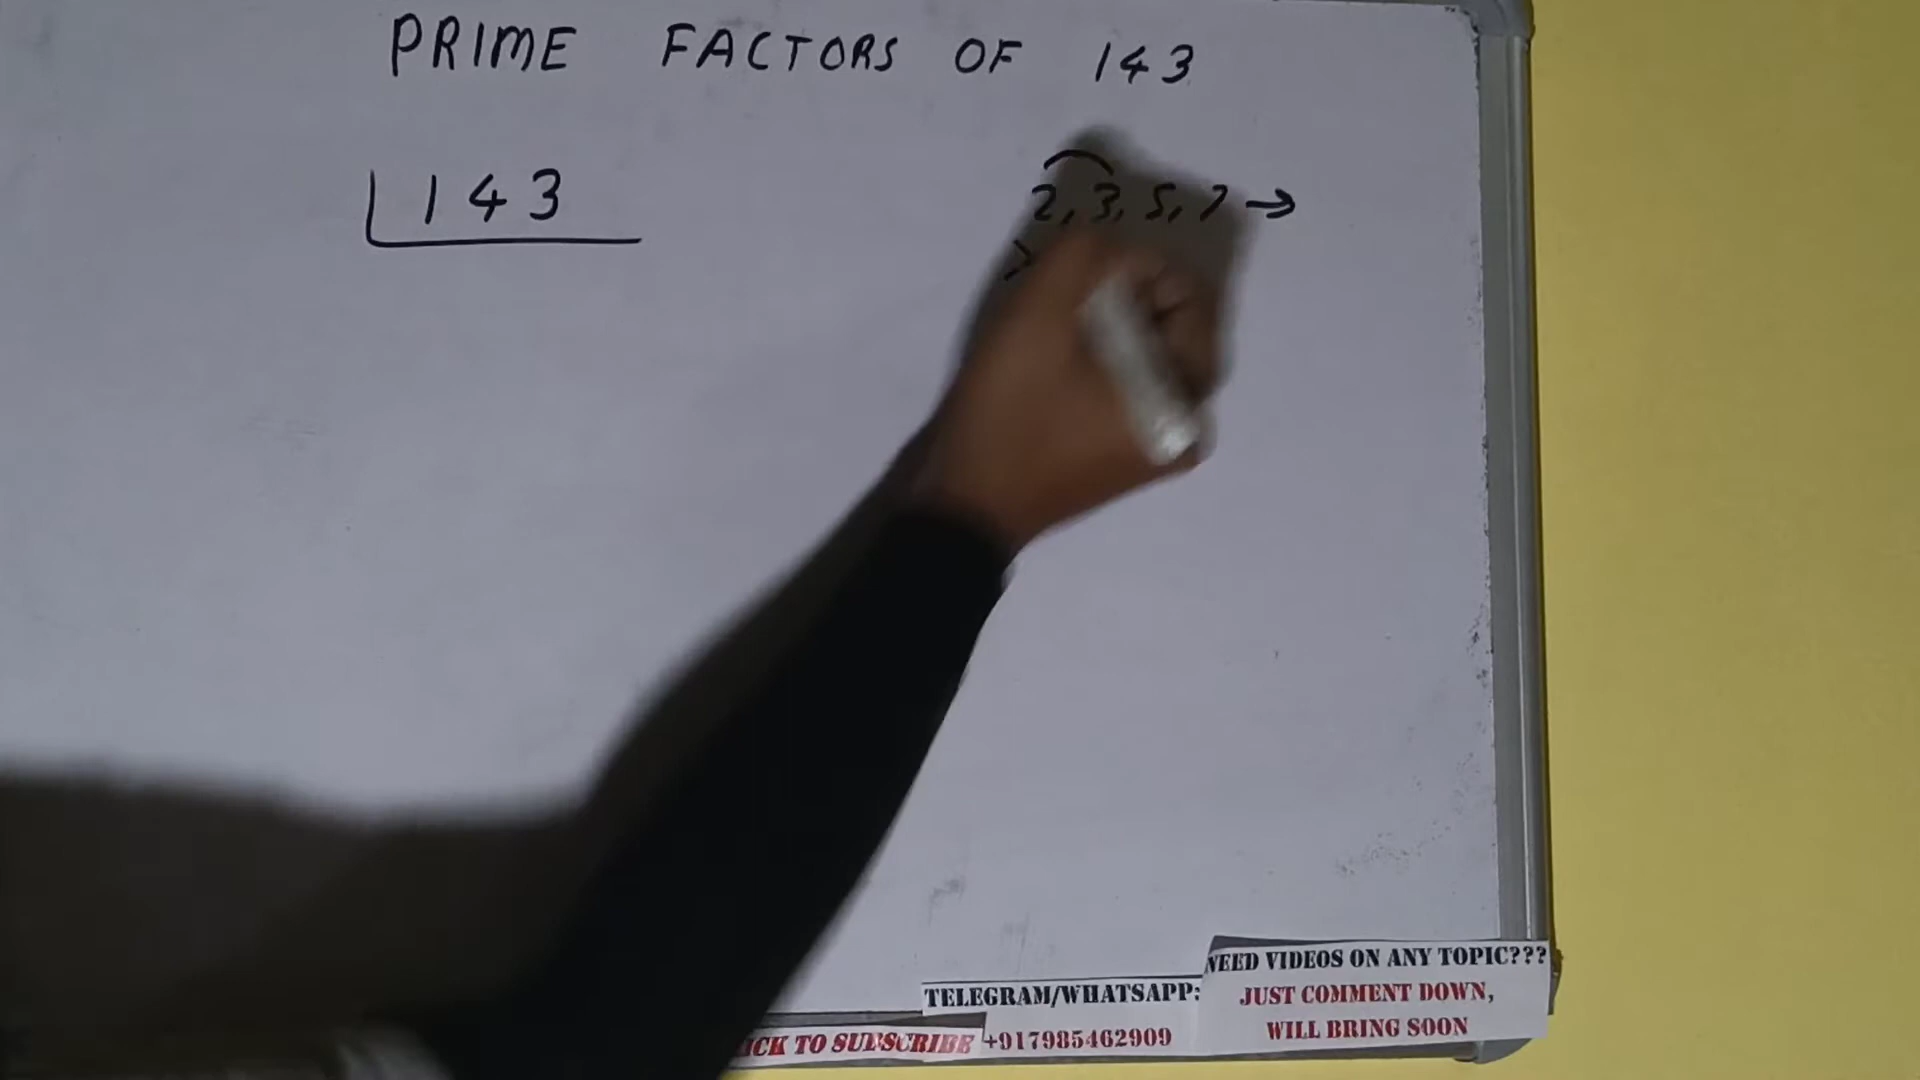 PRIME FACTORS OF 143
143
2, 3, 5, 7 →
NEED VIDEOS ON ANY TOPIC???
JUST COMMENT DOWN,
WILL BRING SOON
TELEGRAM/WHATSAPP:
+917985462909
TO SUBSCRIBE